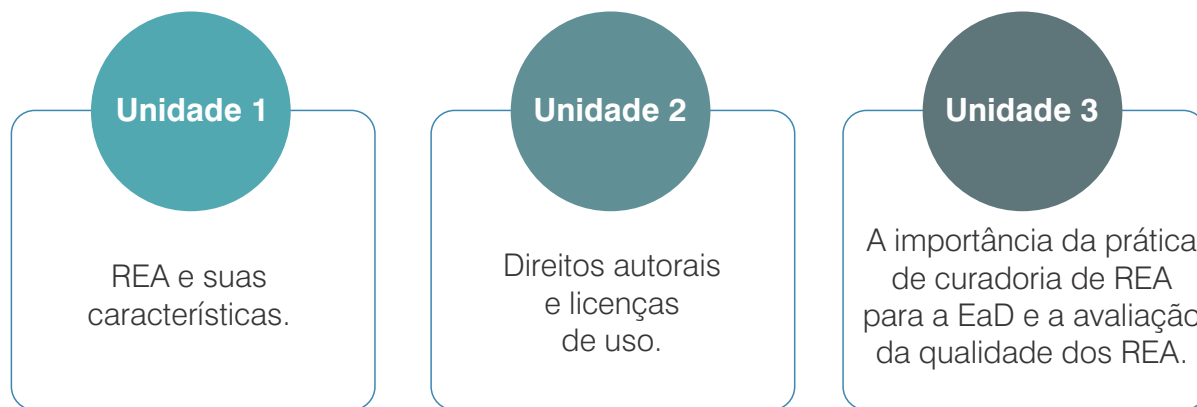 Unidade 1
REA e suas
características.
Unidade 2
Direitos autorais
e licenças
de uso.
Unidade 3
A importância da prática
de curadoria de REA
para a EaD e a avaliação
da qualidade dos REA.